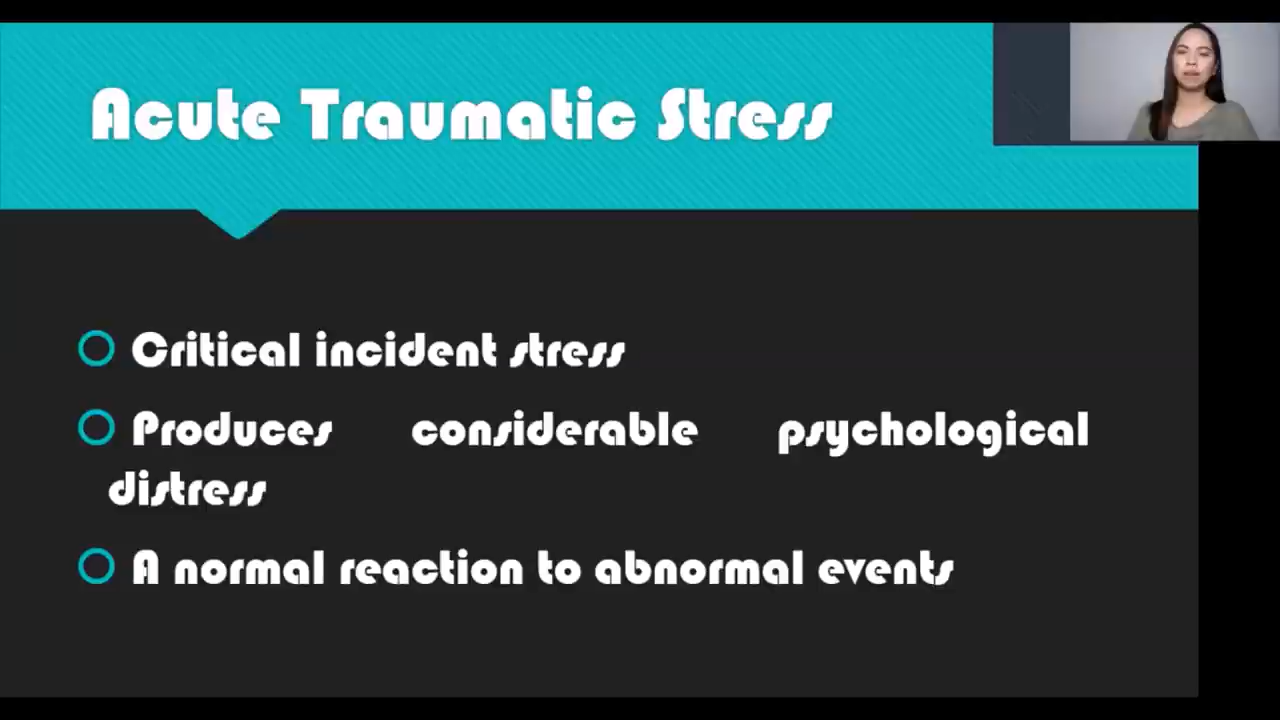 Acute Traumatic Stress
Critical incident stress
Produces considerable psychological
distress
A normal reaction to abnormal events